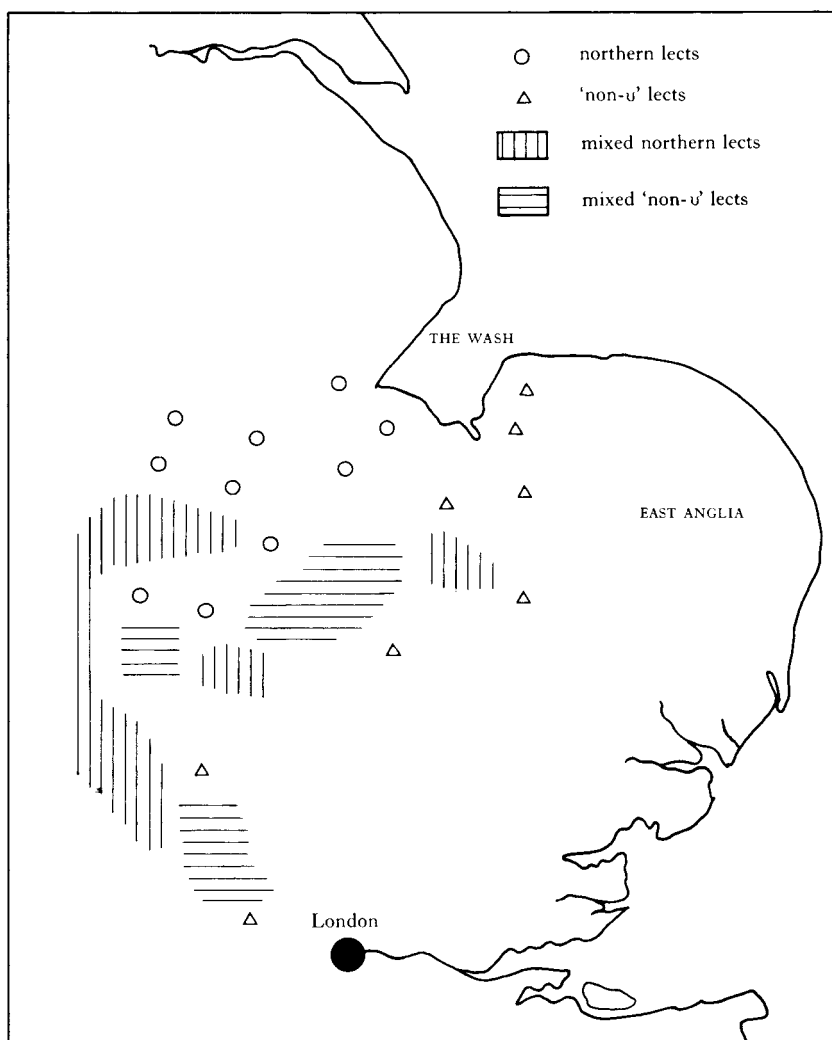 northern lects
'non-ʊ' lects
mixed northern lects
mixed 'non-ʊ' lects
THE WASH
EAST ANGLIA
London